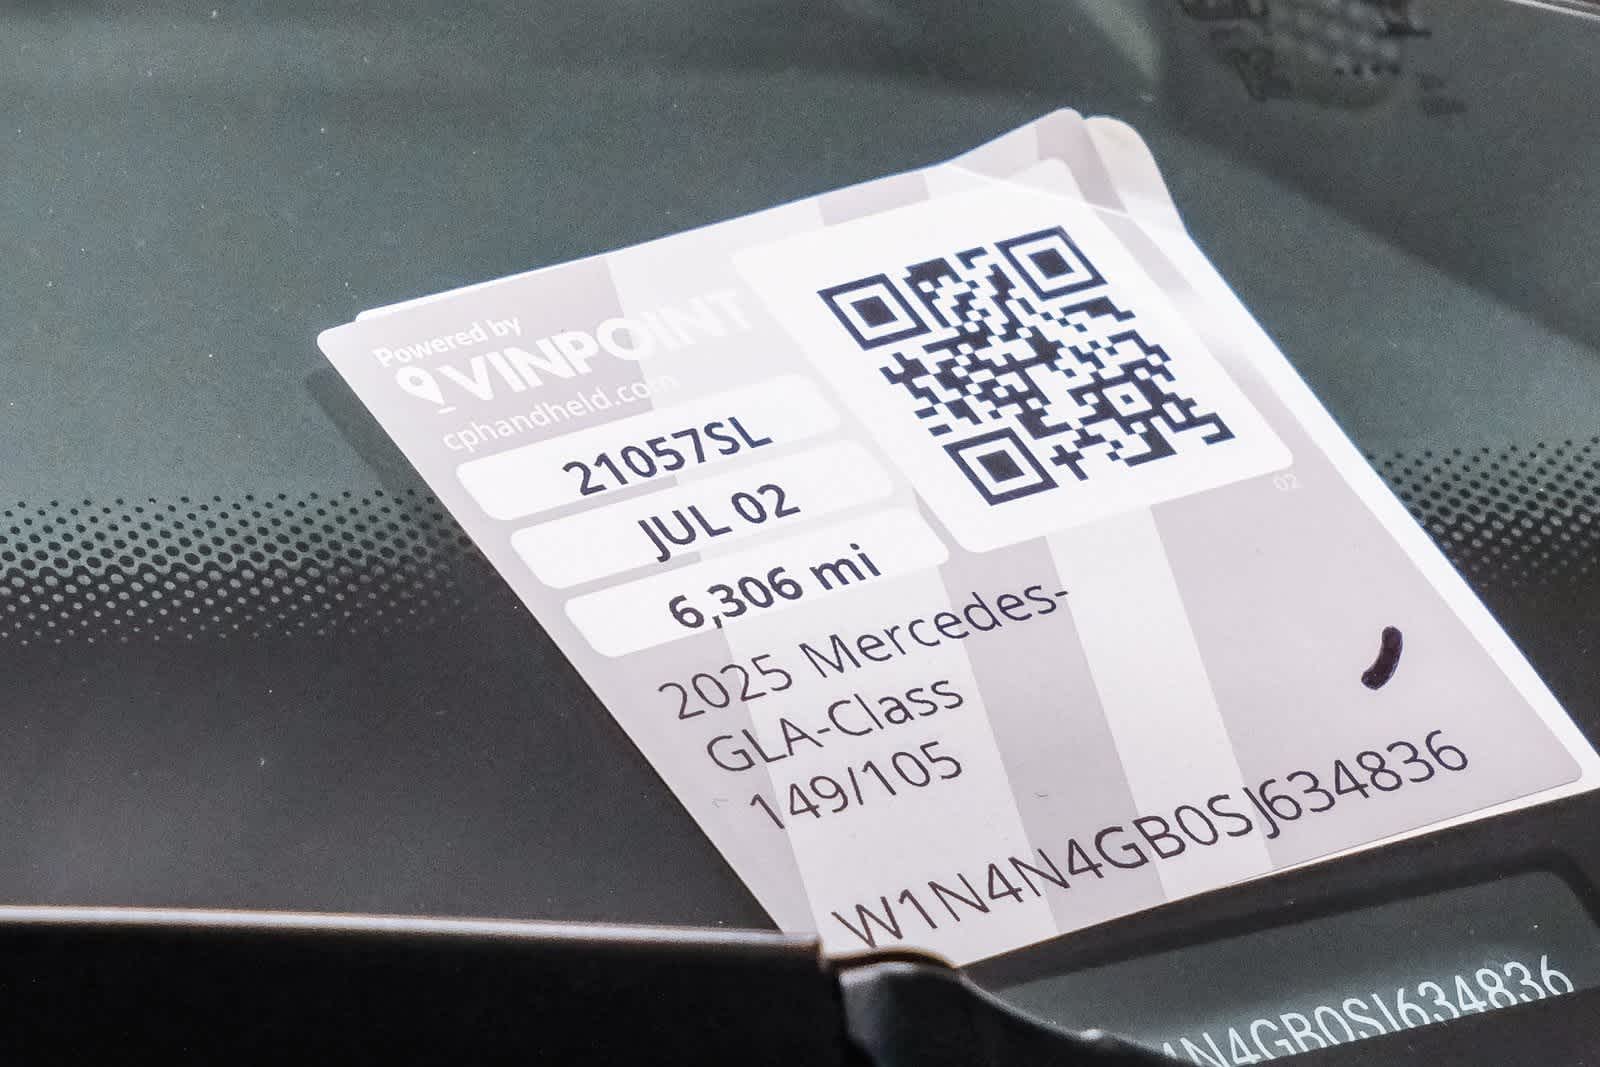 Powered by
VINPOINT
cphandheld.com
21057SL
JUL 02
6,306 mi
02
2025 Mercedes-
GLA-Class
149/105
W1N4N4GB0SJ634836
4N4GB0SJ634836